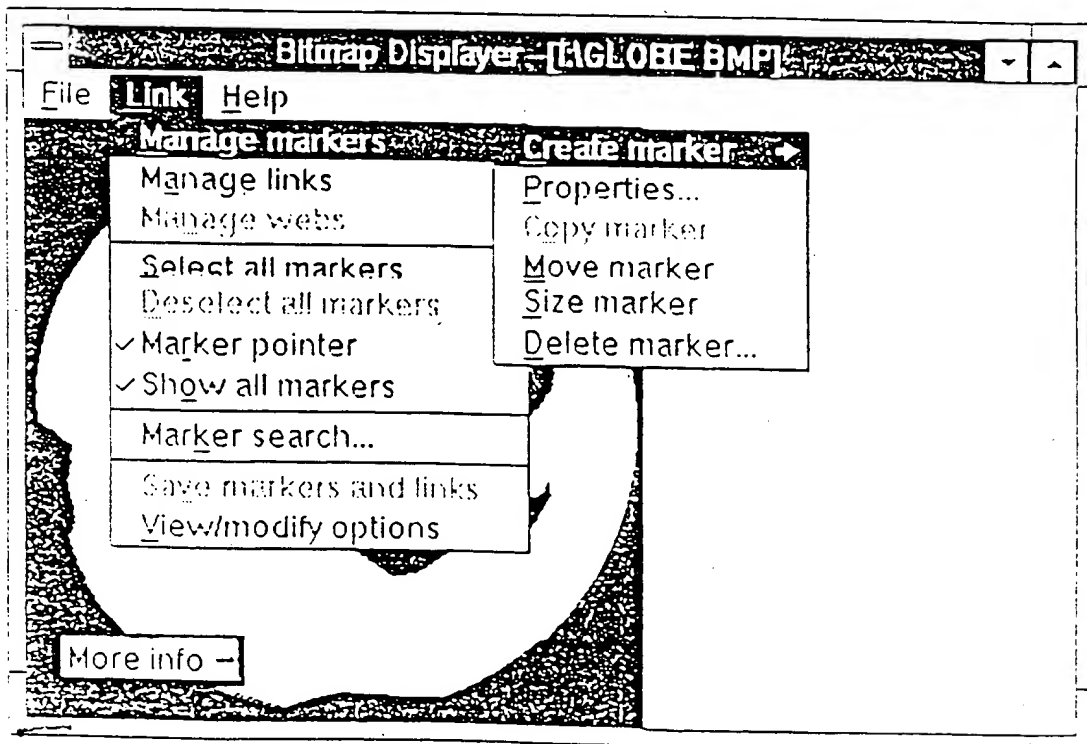 Bitmap Displayer - [E:\GLOBE BMP]
File Link Help
Manage markers
Manage links
Manage webs
Select all markers
Deselect all markers
✓ Marker pointer
✓ Show all markers
Marker search...
Save markers and links
View/modify options
Create marker →
Properties...
Copy marker
Move marker
Size marker
Delete marker...
More info –